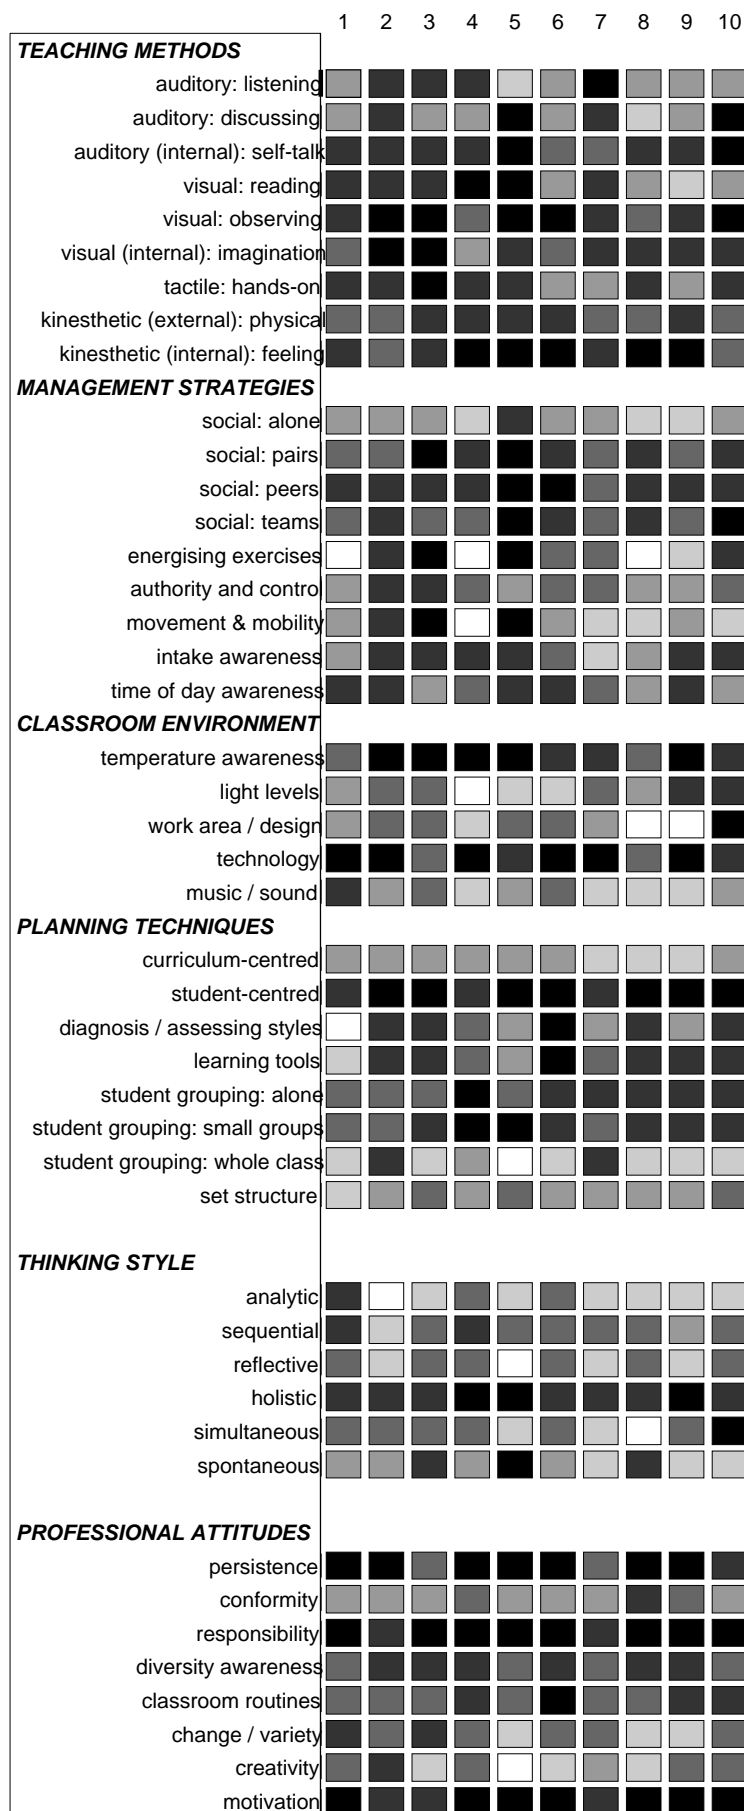 1 2 3 4 5 6 7 8 9 10
TEACHING METHODS
auditory: listening
auditory: discussing
auditory (internal): self-talk
visual: reading
visual: observing
visual (internal): imagination
tactile: hands-on
kinesthetic (external): physical
kinesthetic (internal): feeling
MANAGEMENT STRATEGIES
social: alone
social: pairs
social: peers
social: teams
energising exercises
authority and control
movement & mobility
intake awareness
time of day awareness
CLASSROOM ENVIRONMENT
temperature awareness
light levels
work area / design
technology
music / sound
PLANNING TECHNIQUES
curriculum-centred
student-centred
diagnosis / assessing styles
learning tools
student grouping: alone
student grouping: small groups
student grouping: whole class
set structure
THINKING STYLE
analytic
sequential
reflective
holistic
simultaneous
spontaneous
PROFESSIONAL ATTITUDES
persistence
conformity
responsibility
diversity awareness
classroom routines
change / variety
creativity
motivation